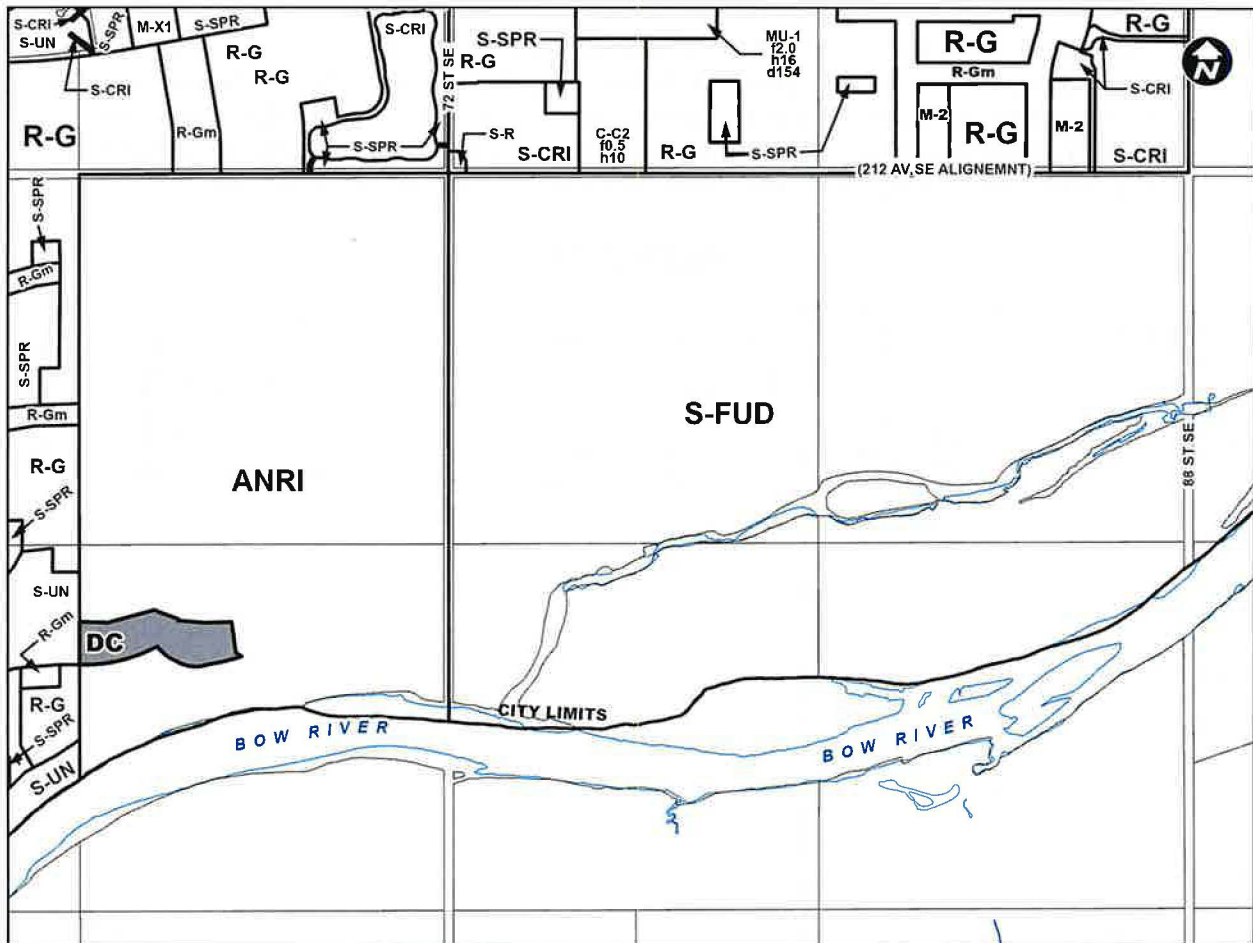 S-CRI
S-UN
S-SPR
M-X1
S-SPR
S-CRI
R-G
R-Gm
R-G
R-G
S-CRI
S-SPR
72 ST SE
R-G
S-SPR
S-R
S-CRI
C-C2
f0.5
h10
R-G
MU-1
f2.0
h16
d154
S-SPR
R-G
R-Gm
M-2
R-G
M-2
R-G
S-CRI
S-CRI
N
(212 AV SE ALIGNEMNT)
S-SPR
R-Gm
S-SPR
R-Gm
R-G
S-SPR
S-UN
R-Gm
DC
R-G
S-SPR
S-UN
ANRI
S-FUD
88 ST SE
CITY LIMITS
BOW RIVER
BOW RIVER